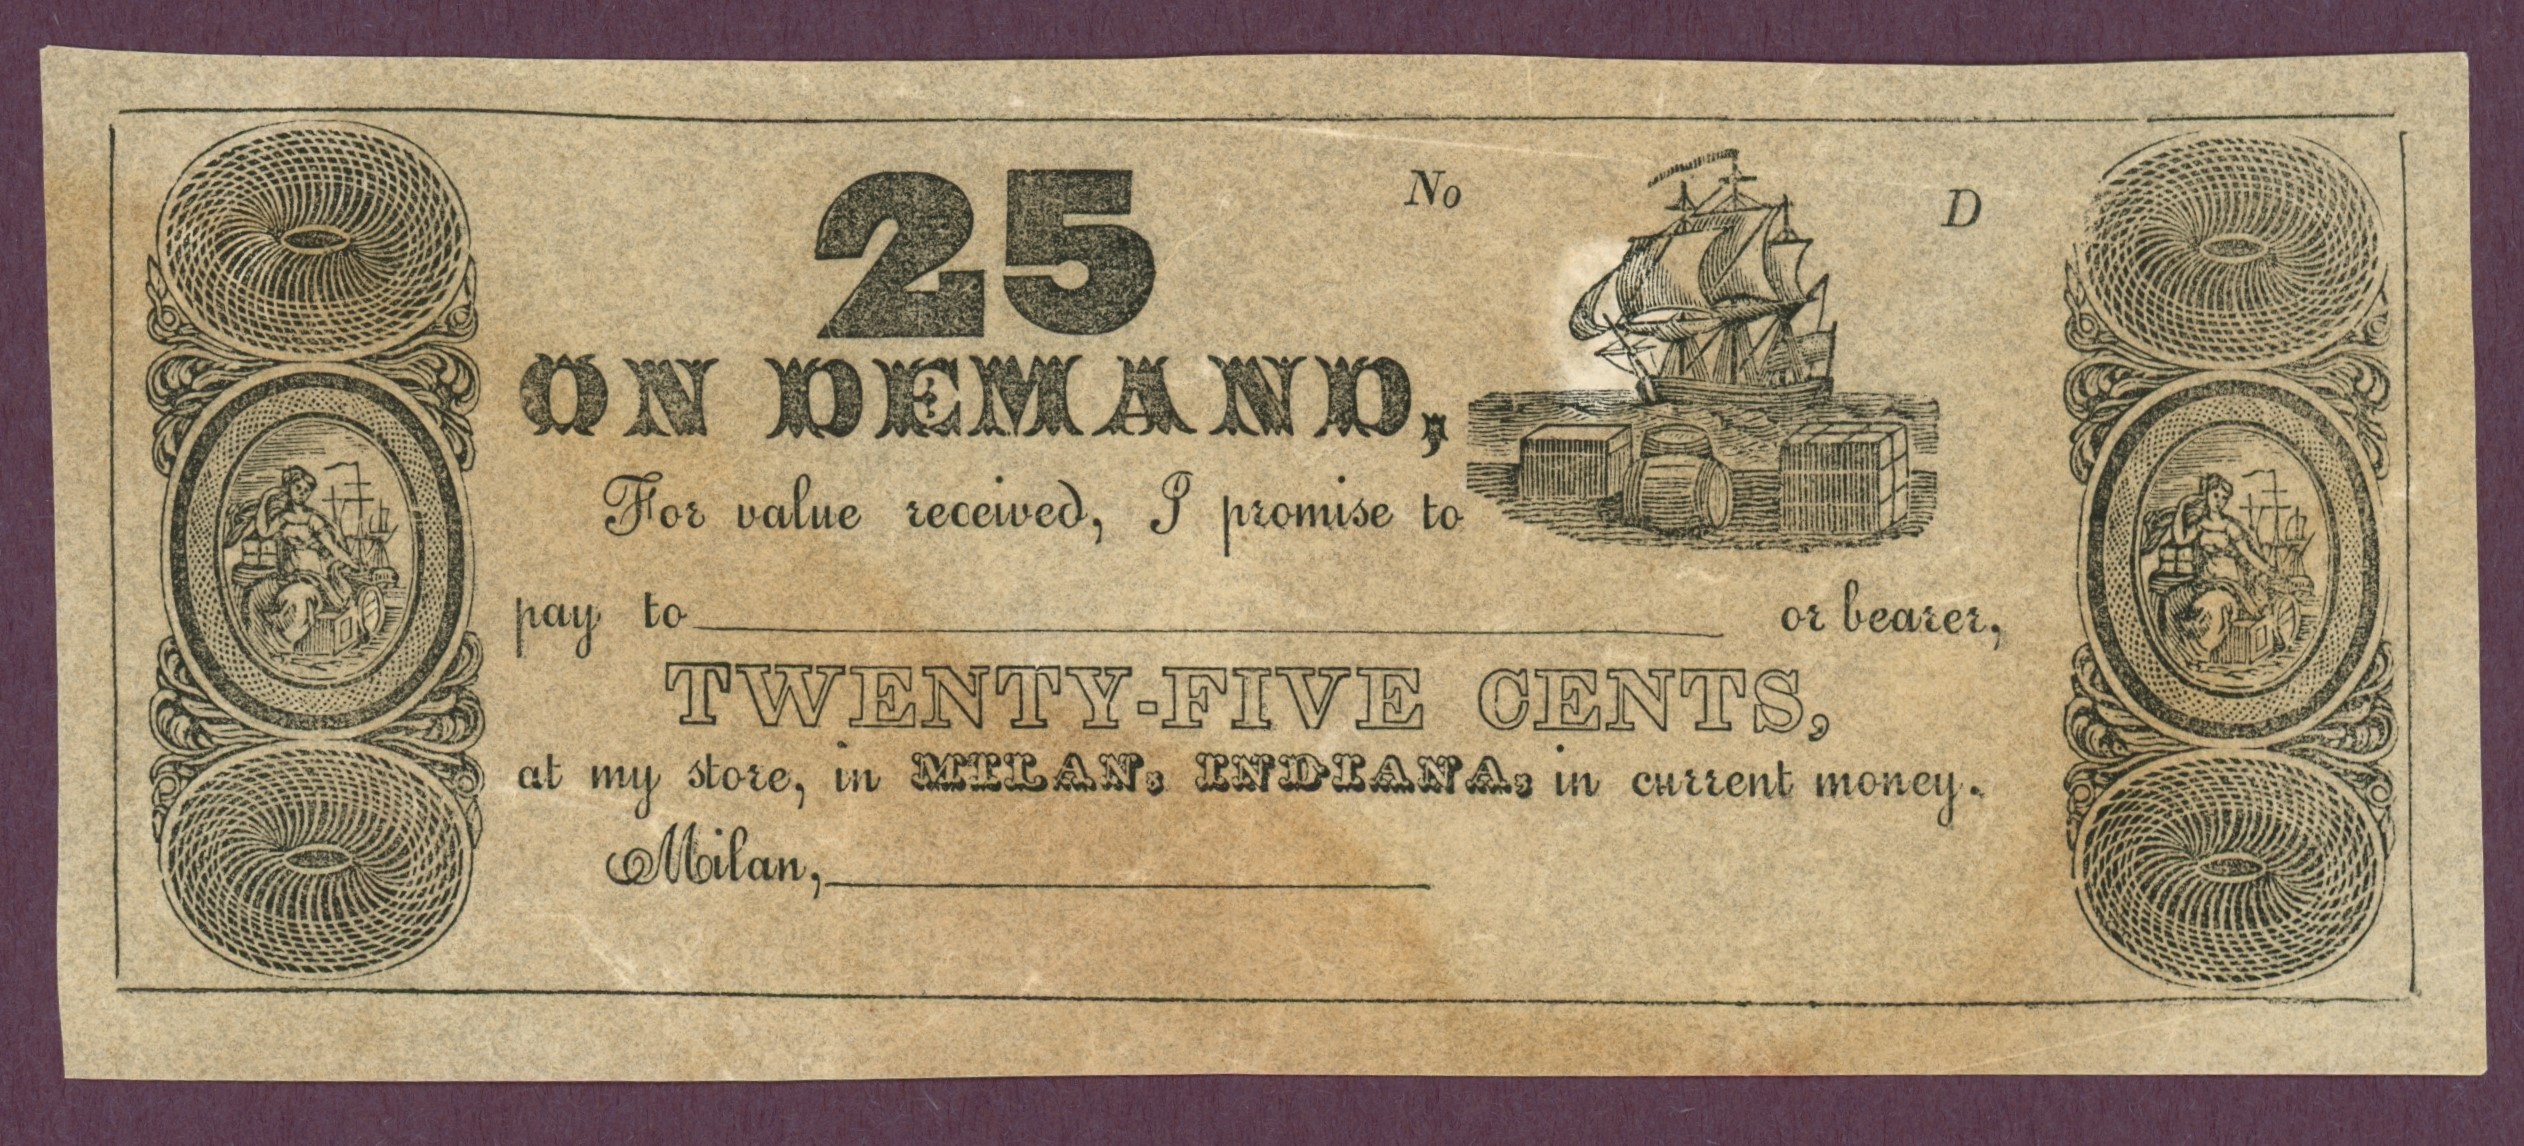 25
No
D
ON DEMAND,
For value received, I promise to
pay to or bearer,
TWENTY-FIVE CENTS,
at my store, in MILAN, INDIANA, in current money.
Milan,